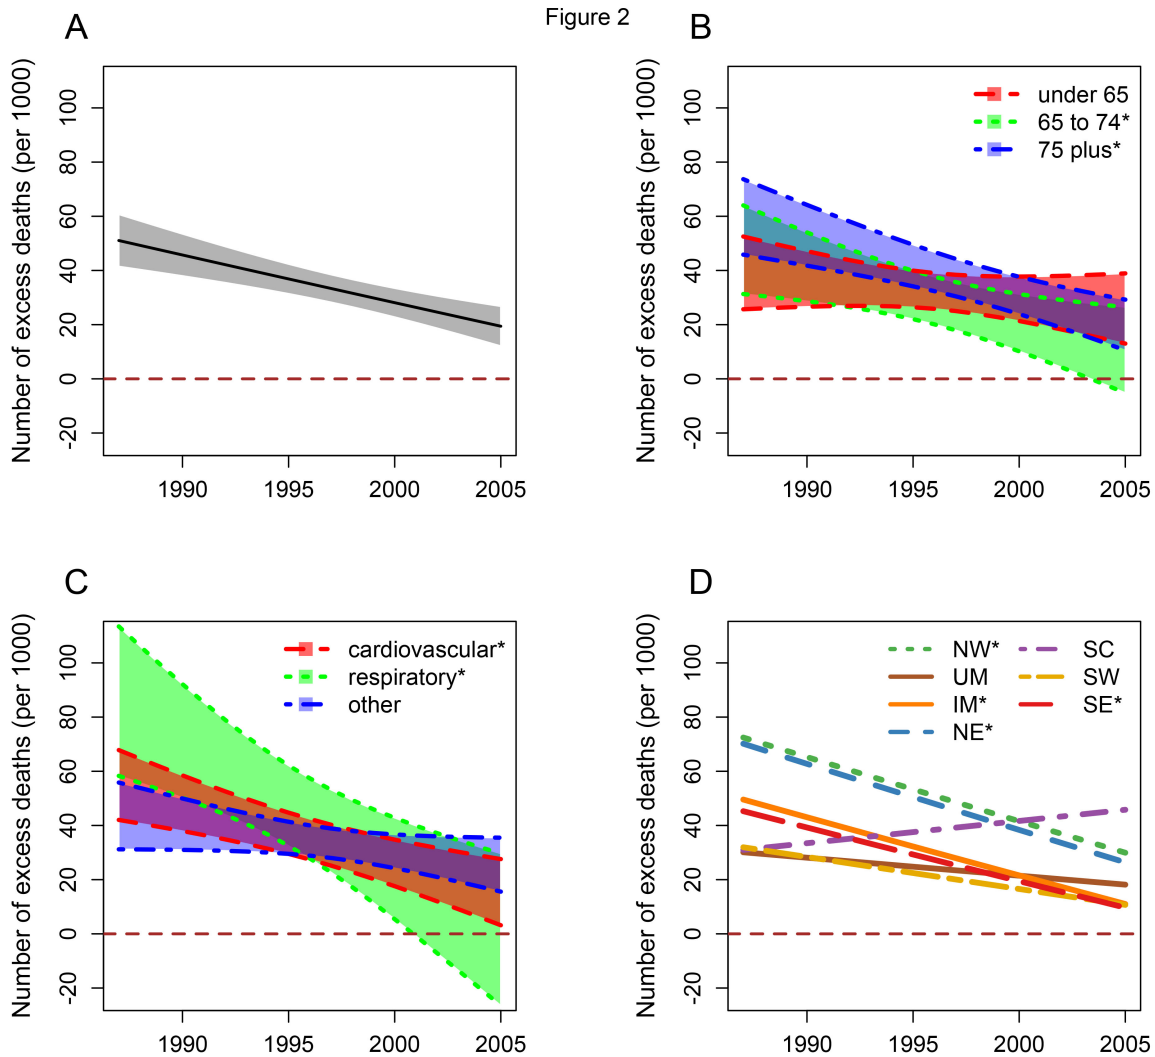 Figure 2
A
Number of excess deaths (per 1000)
100
80
60
40
20
0
-20
1990
1995
2000
2005
B
Number of excess deaths (per 1000)
100
80
60
40
20
0
-20
1990
1995
2000
2005
under 65
65 to 74*
75 plus*
C
Number of excess deaths (per 1000)
100
80
60
40
20
0
-20
1990
1995
2000
2005
cardiovascular*
respiratory*
other
D
Number of excess deaths (per 1000)
100
80
60
40
20
0
-20
1990
1995
2000
2005
NW*
UM
IM*
NE*
SC
SW
SE*